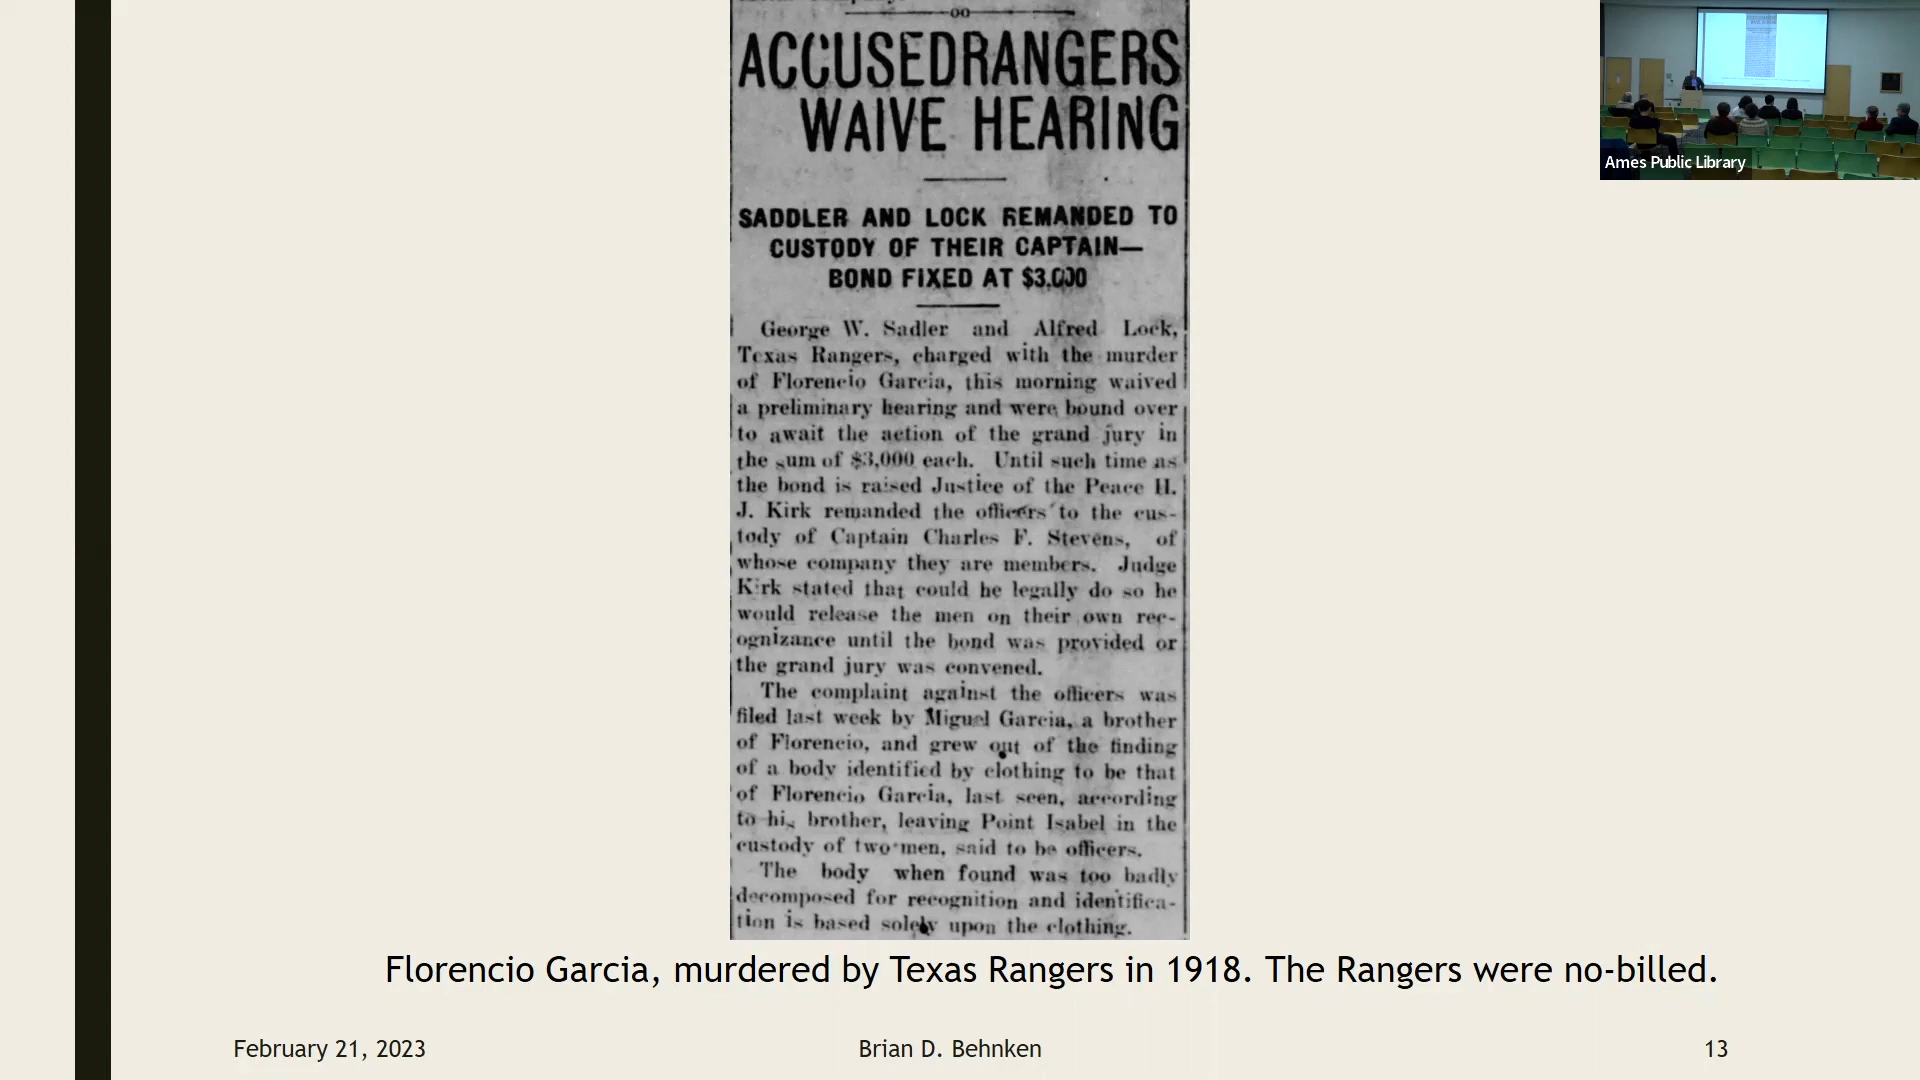 ACCUSEDRANGERS
WAIVE HEARING
SADDLER AND LOCK REMANDED TO
CUSTODY OF THEIR CAPTAIN—
BOND FIXED AT $3.000
George W. Sadler and Alfred Lock,
Texas Rangers, charged with the murder
of Florencio Garcia, this morning waived
a preliminary hearing and were bound over
to await the action of the grand jury in
the sum of $3,000 each. Until such time as
the bond is raised Justice of the Peace H.
J. Kirk remanded the officers to the cus-
tody of Captain Charles F. Stevens, of
whose company they are members. Judge
Kirk stated that could he legally do so he
would release the men on their own rec-
ognizance until the bond was provided or
the grand jury was convened.
The complaint against the officers was
filed last week by Miguel Garcia, a brother
of Florencio, and grew out of the finding
of a body identified by clothing to be that
of Florencio Garcia, last seen, according
to his brother, leaving Point Isabel in the
custody of two men, said to be officers.
The body when found was too badly
decomposed for recognition and identifica-
tion is based solely upon the clothing.
Florencio Garcia, murdered by Texas Rangers in 1918. The Rangers were no-billed.
February 21, 2023
Brian D. Behnken
13
Ames Public Library